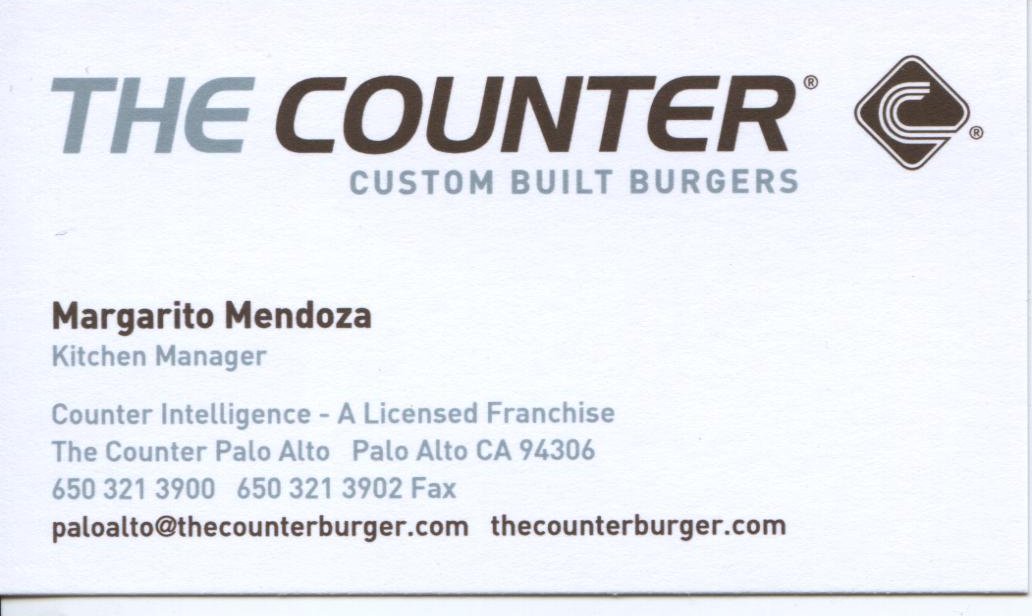 THE COUNTER® ®
CUSTOM BUILT BURGERS
Margarito Mendoza
Kitchen Manager
Counter Intelligence - A Licensed Franchise
The Counter Palo Alto Palo Alto CA 94306
650 321 3900 650 321 3902 Fax
paloalto@thecounterburger.com thecounterburger.com